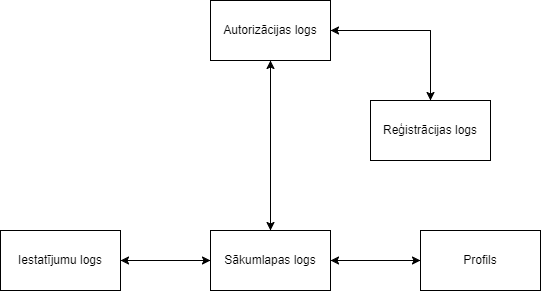 Autorizācijas logs
Reģistrācijas logs
Iestatījumu logs
Sākumlapas logs
Profils